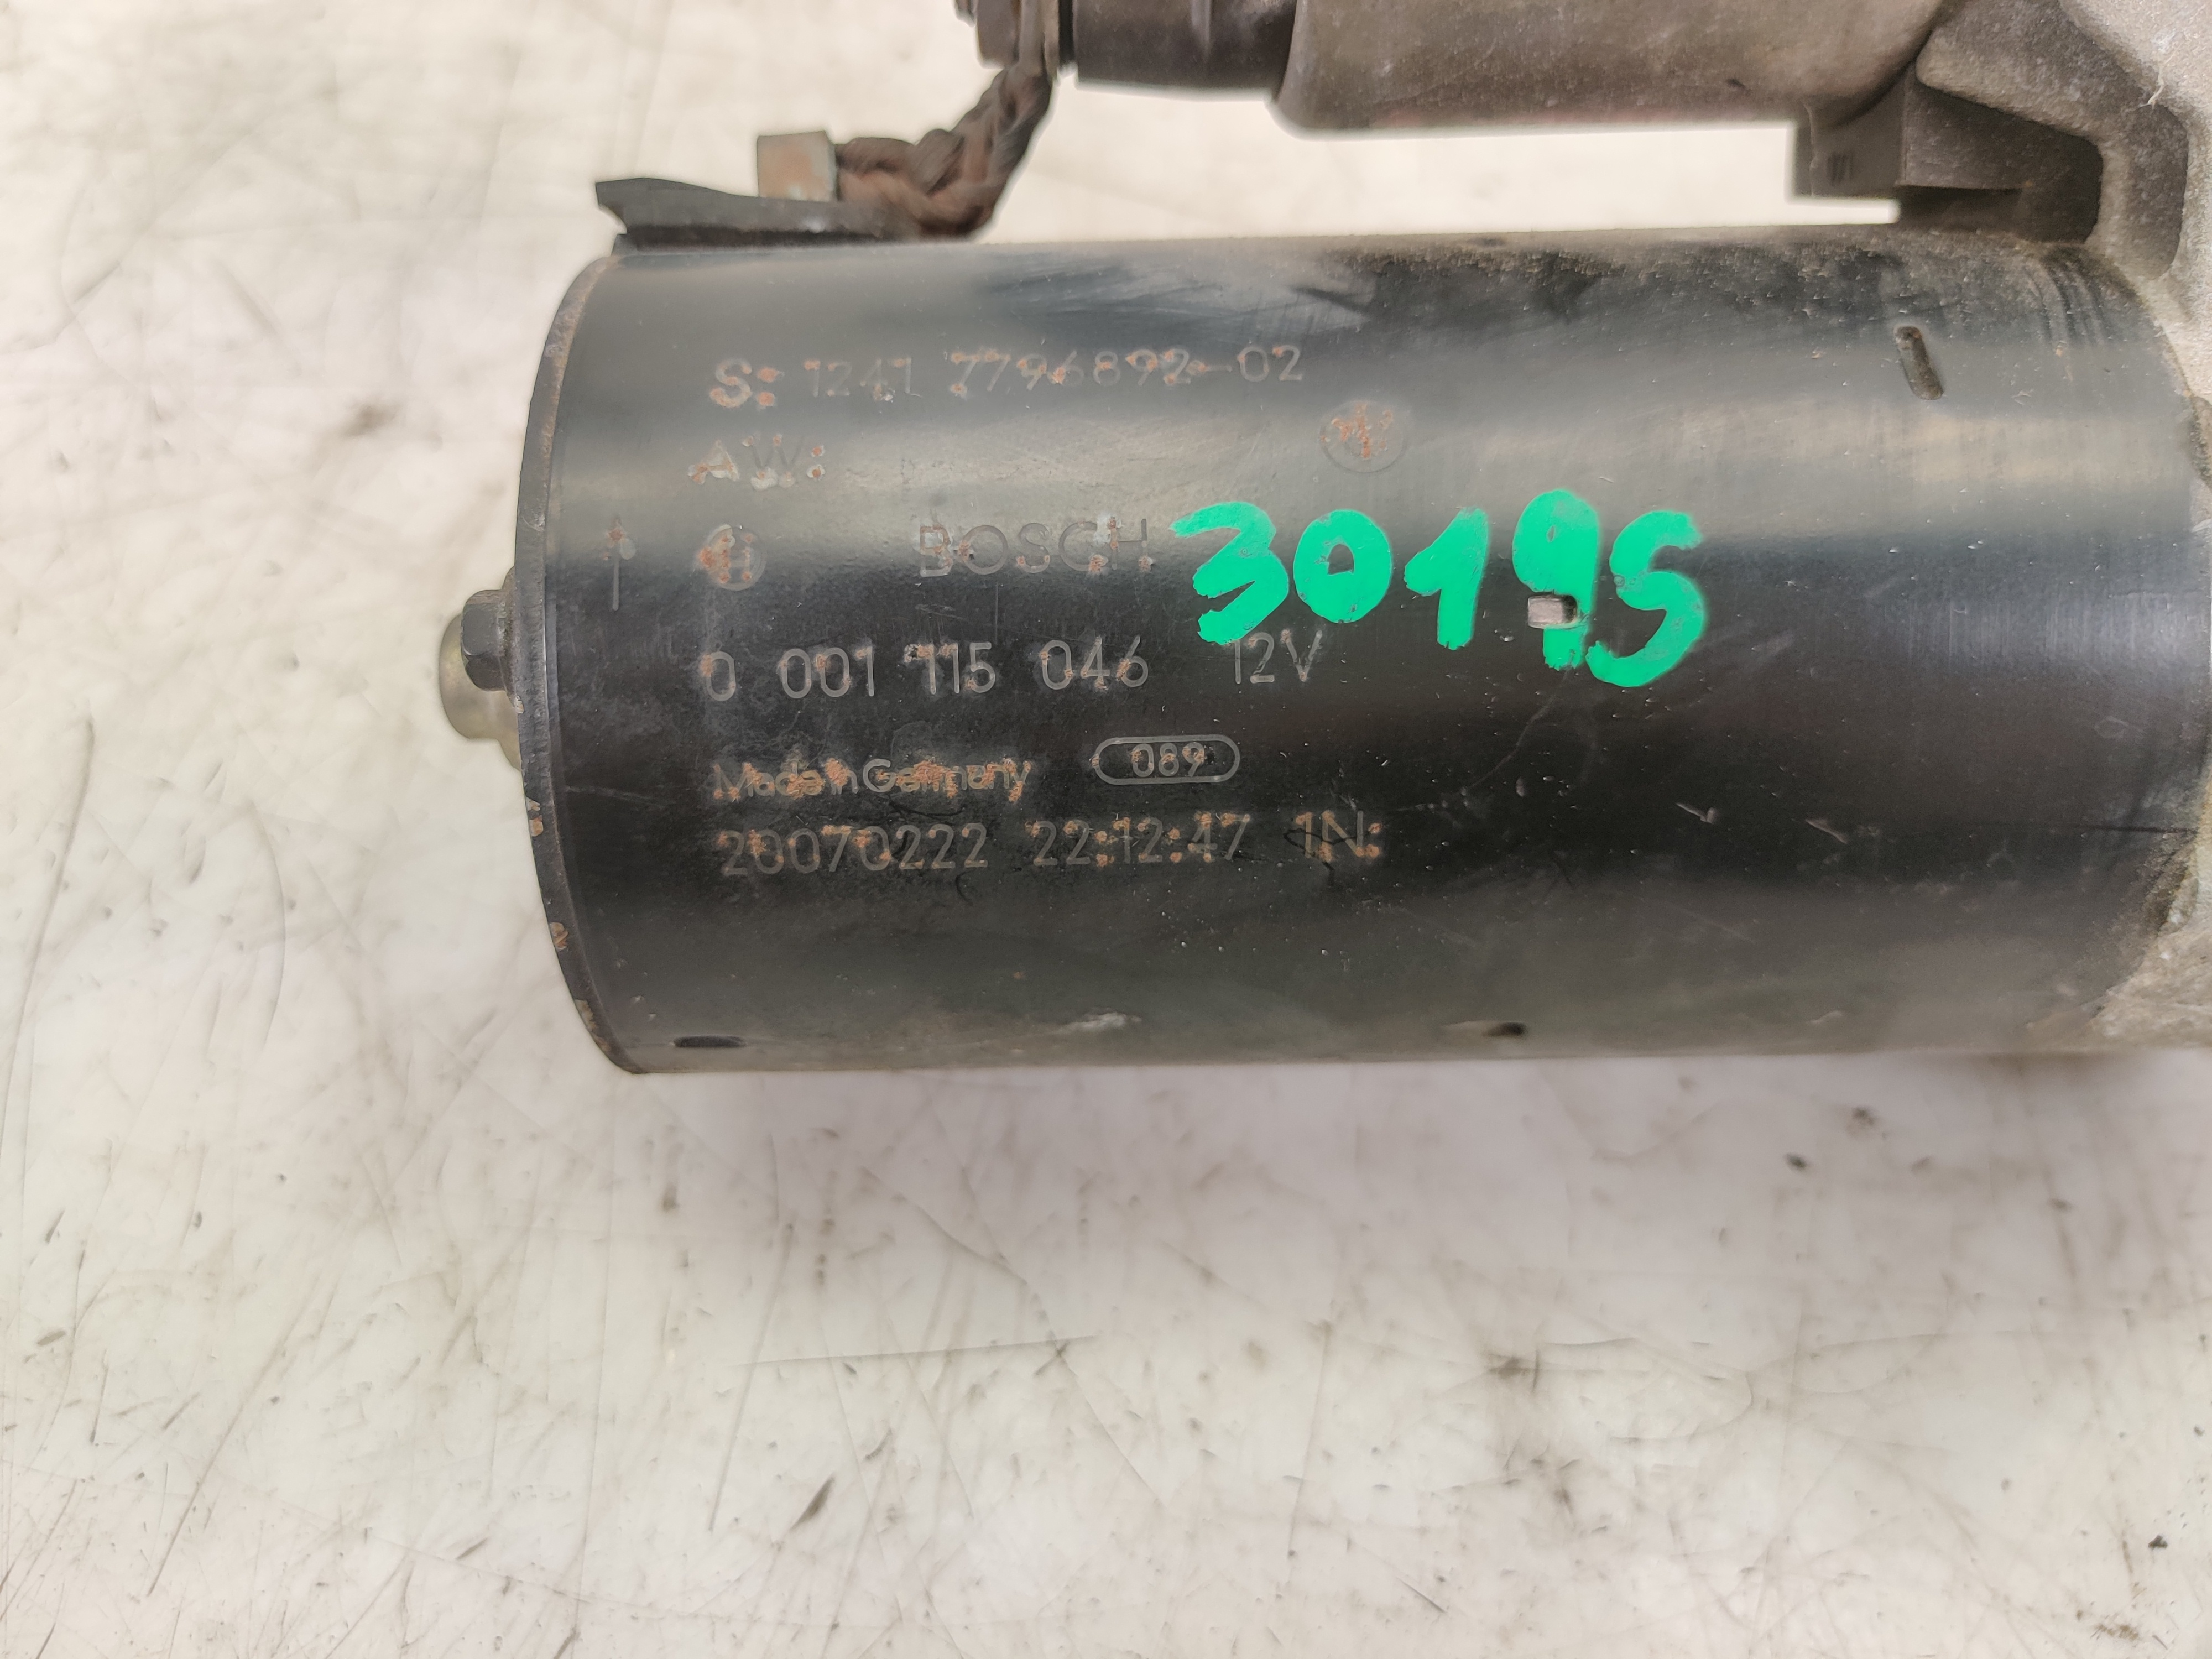 S: 1241 7796892-02
AW:
BOSCH 30195
0 001 115 046 12V
Made in Germany 089
20070222 22:12:47 1N: